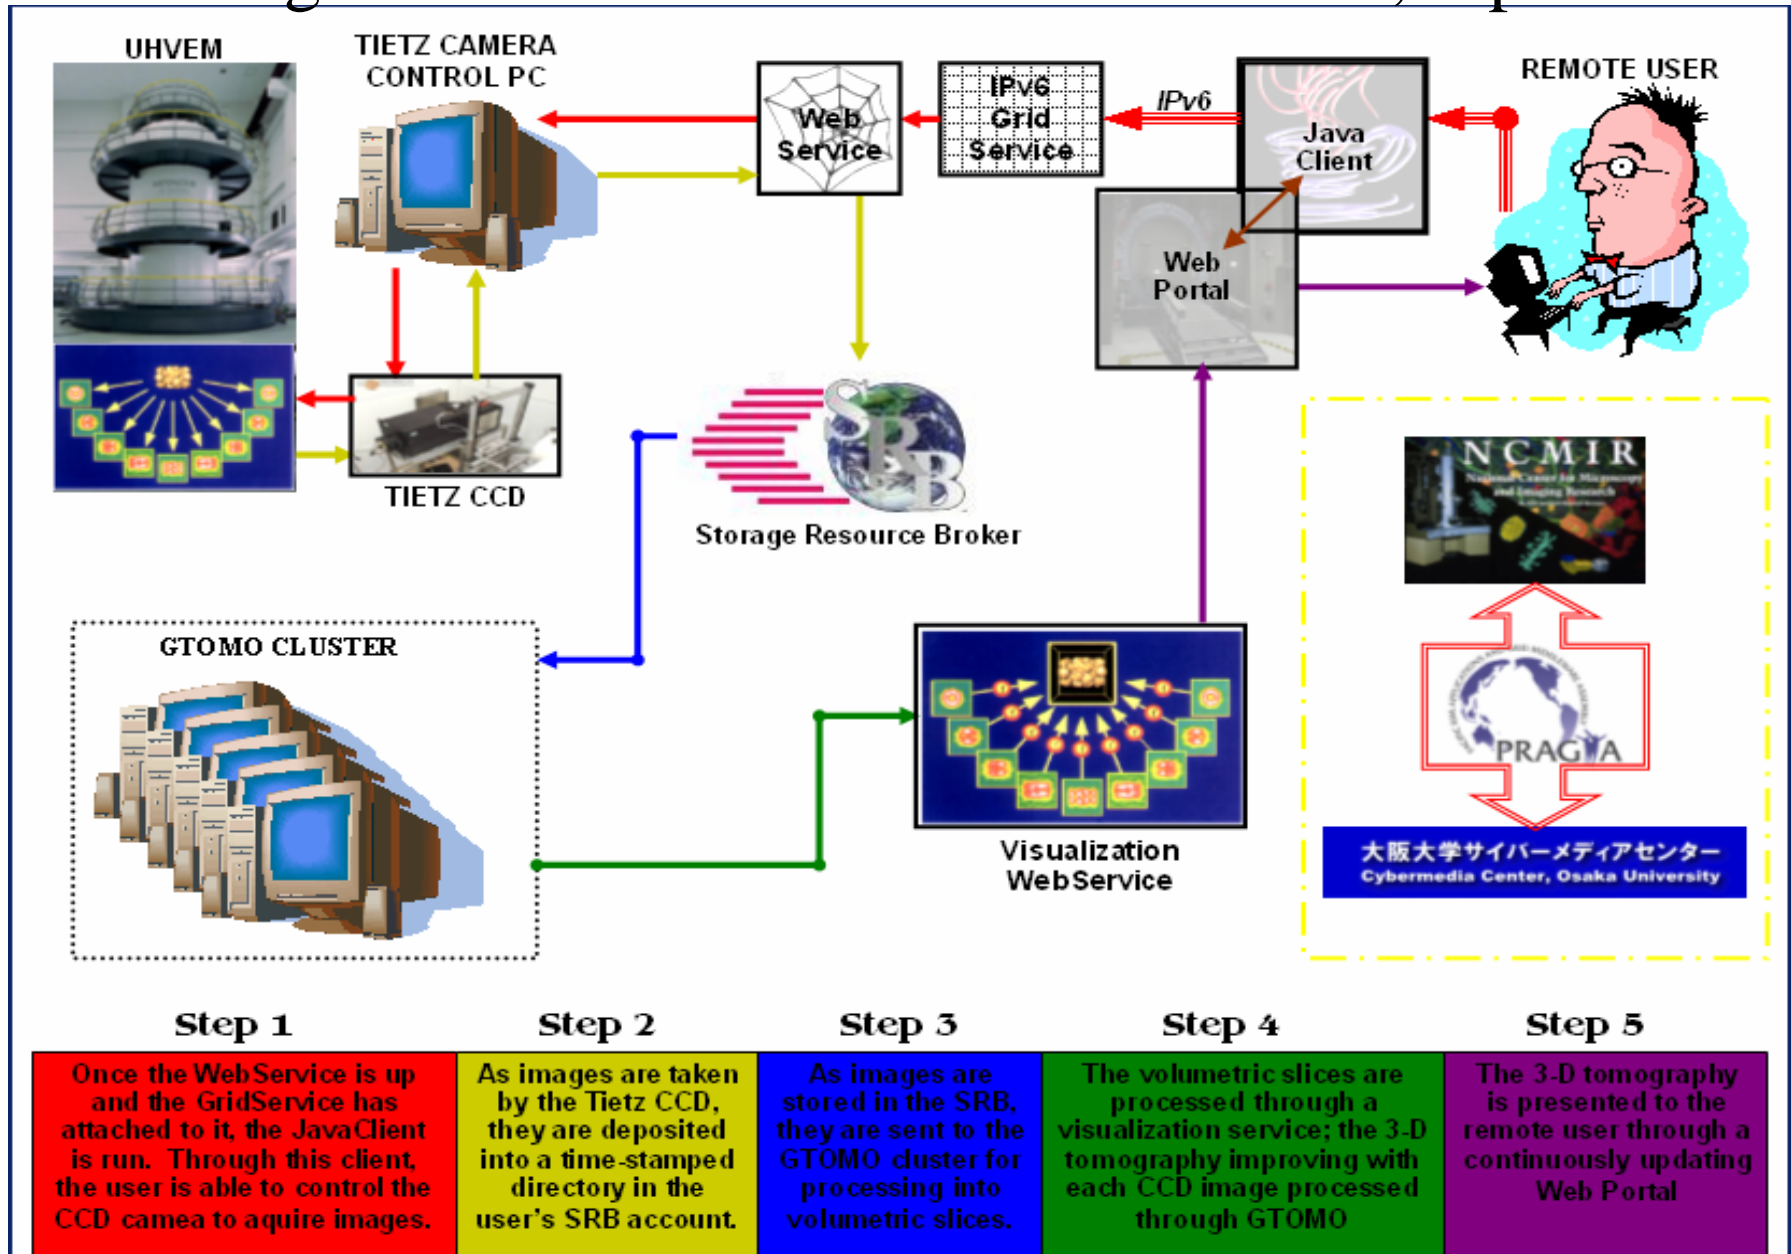 UHVEM
TIETZ CAMERA
CONTROL PC
Web
Service
IPv6
Grid
Service
IPv6
Java
Client
REMOTE USER
Web
Portal
TIETZ CCD
SRB
Storage Resource Broker
NCMIR
National Center for Microscopy
and Imaging Research
GTOMO CLUSTER
PRAGMA
Visualization
WebService
大阪大学サイバーメディアセンター
Cybermedia Center, Osaka University
Step 1
Once the WebService is up
and the GridService has
attached to it, the JavaClient
is run. Through this client,
the user is able to control the
CCD camea to aquire images.
Step 2
As images are taken
by the Tietz CCD,
they are deposited
into a time-stamped
directory in the
user's SRB account.
Step 3
As images are
stored in the SRB,
they are sent to the
GTOMO cluster for
processing into
volumetric slices.
Step 4
The volumetric slices are
processed through a
visualization service; the 3-D
tomography improving with
each CCD image processed
through GTOMO
Step 5
The 3-D tomography
is presented to the
remote user through a
continuously updating
Web Portal